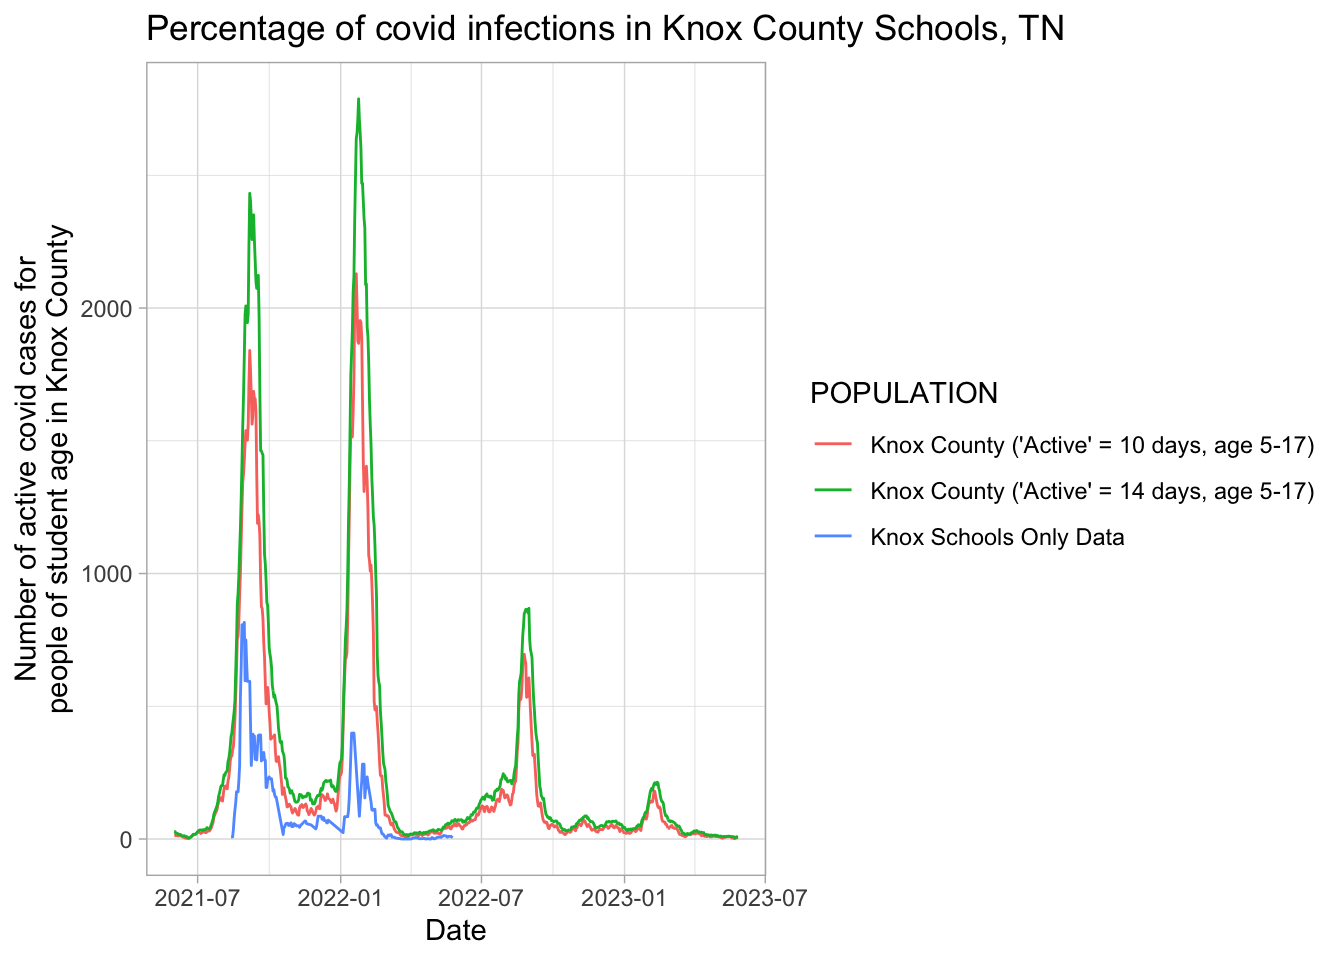 Percentage of covid infections in Knox County Schools, TN
Number of active covid cases for
people of student age in Knox County
2000
1000
0
2021-07
2022-01
2022-07
2023-01
2023-07
Date
POPULATION
Knox County ('Active' = 10 days, age 5-17)
Knox County ('Active' = 14 days, age 5-17)
Knox Schools Only Data